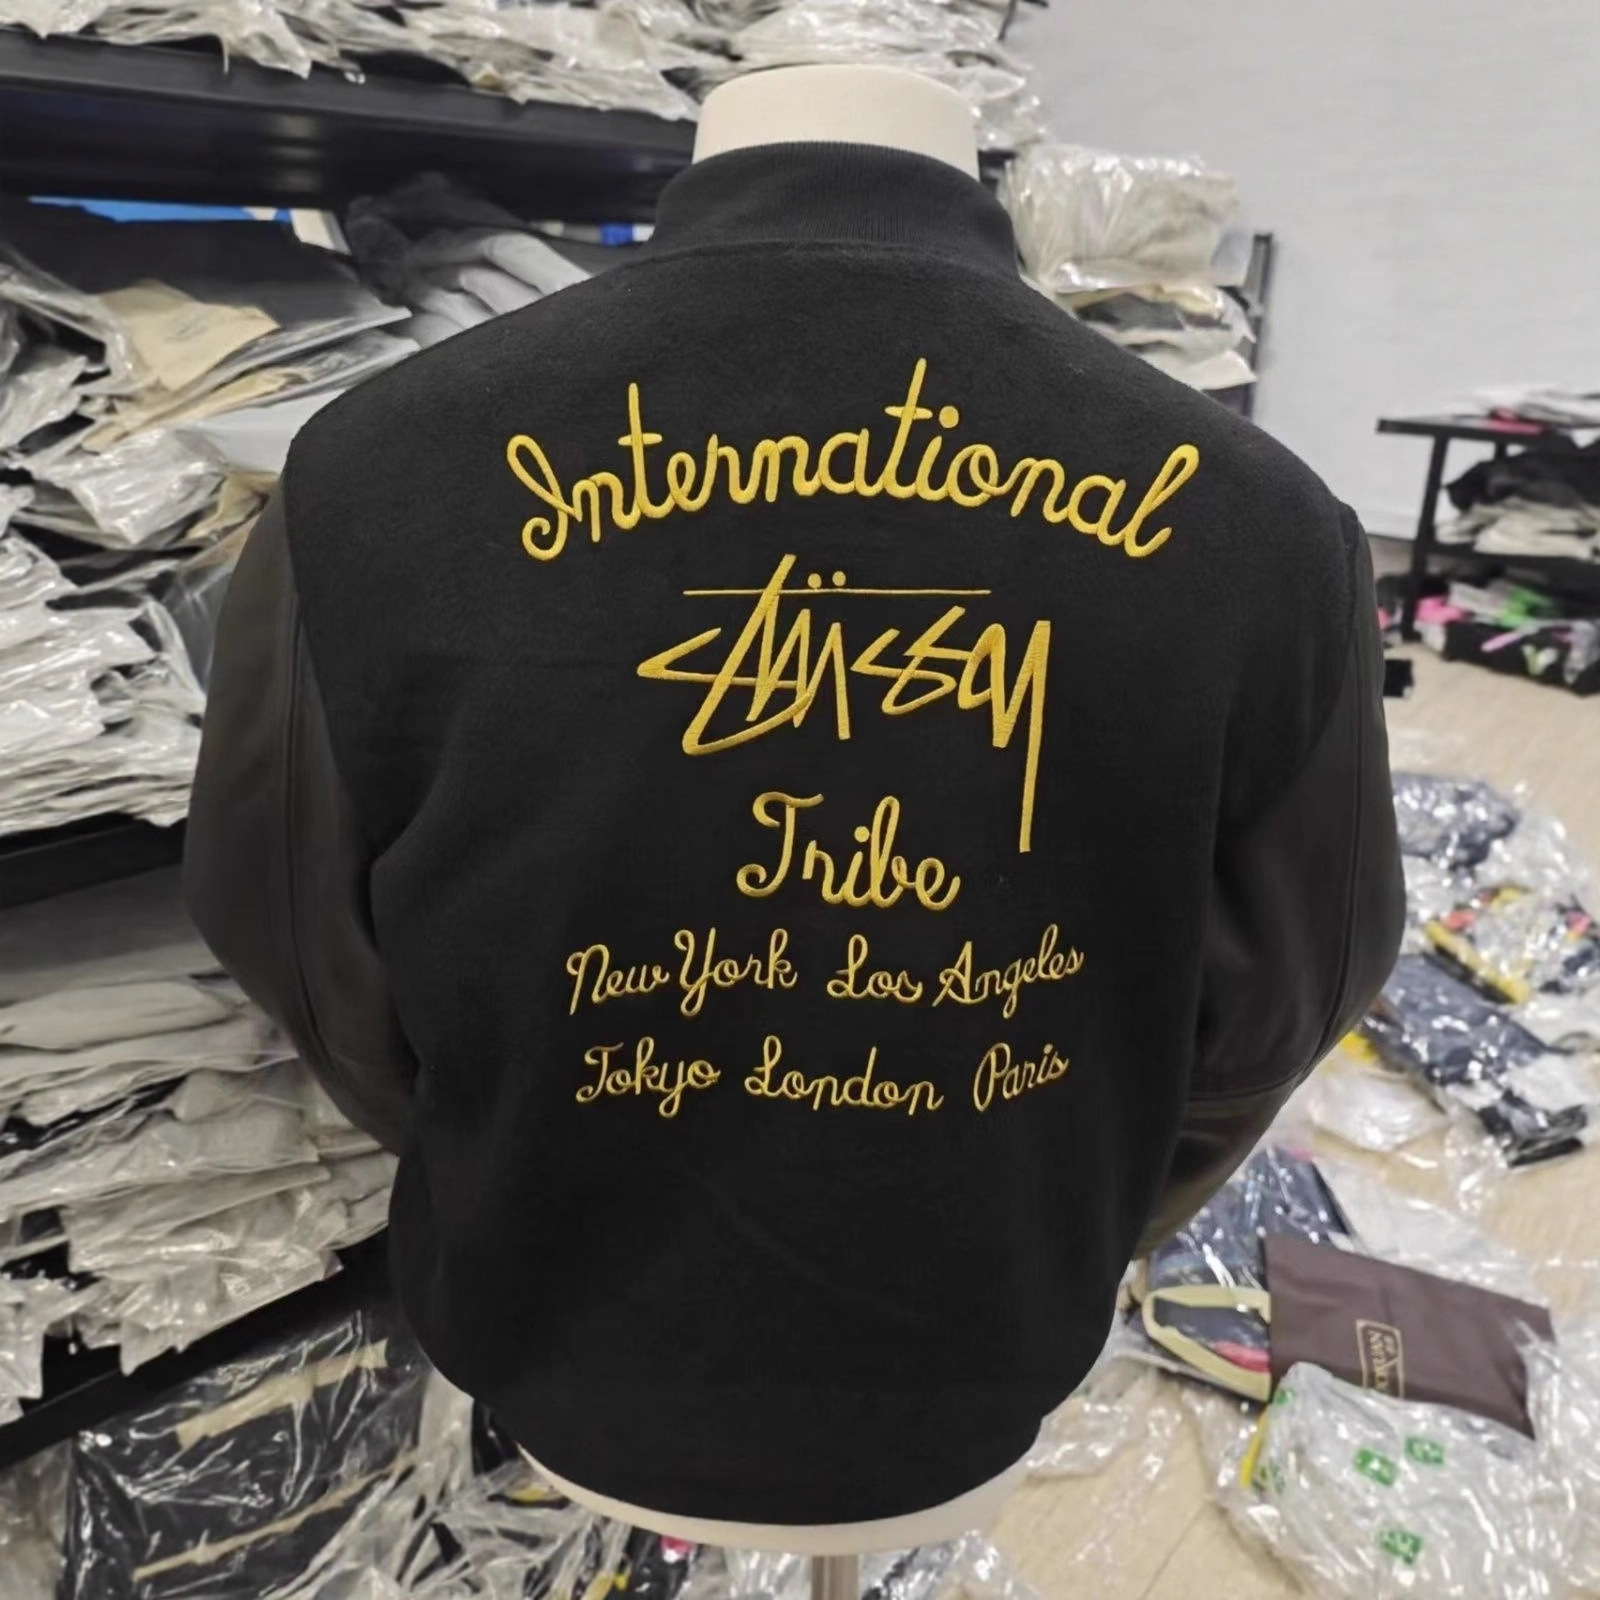 International
Stüssy
Tribe
New York Los Angeles
Tokyo London Paris